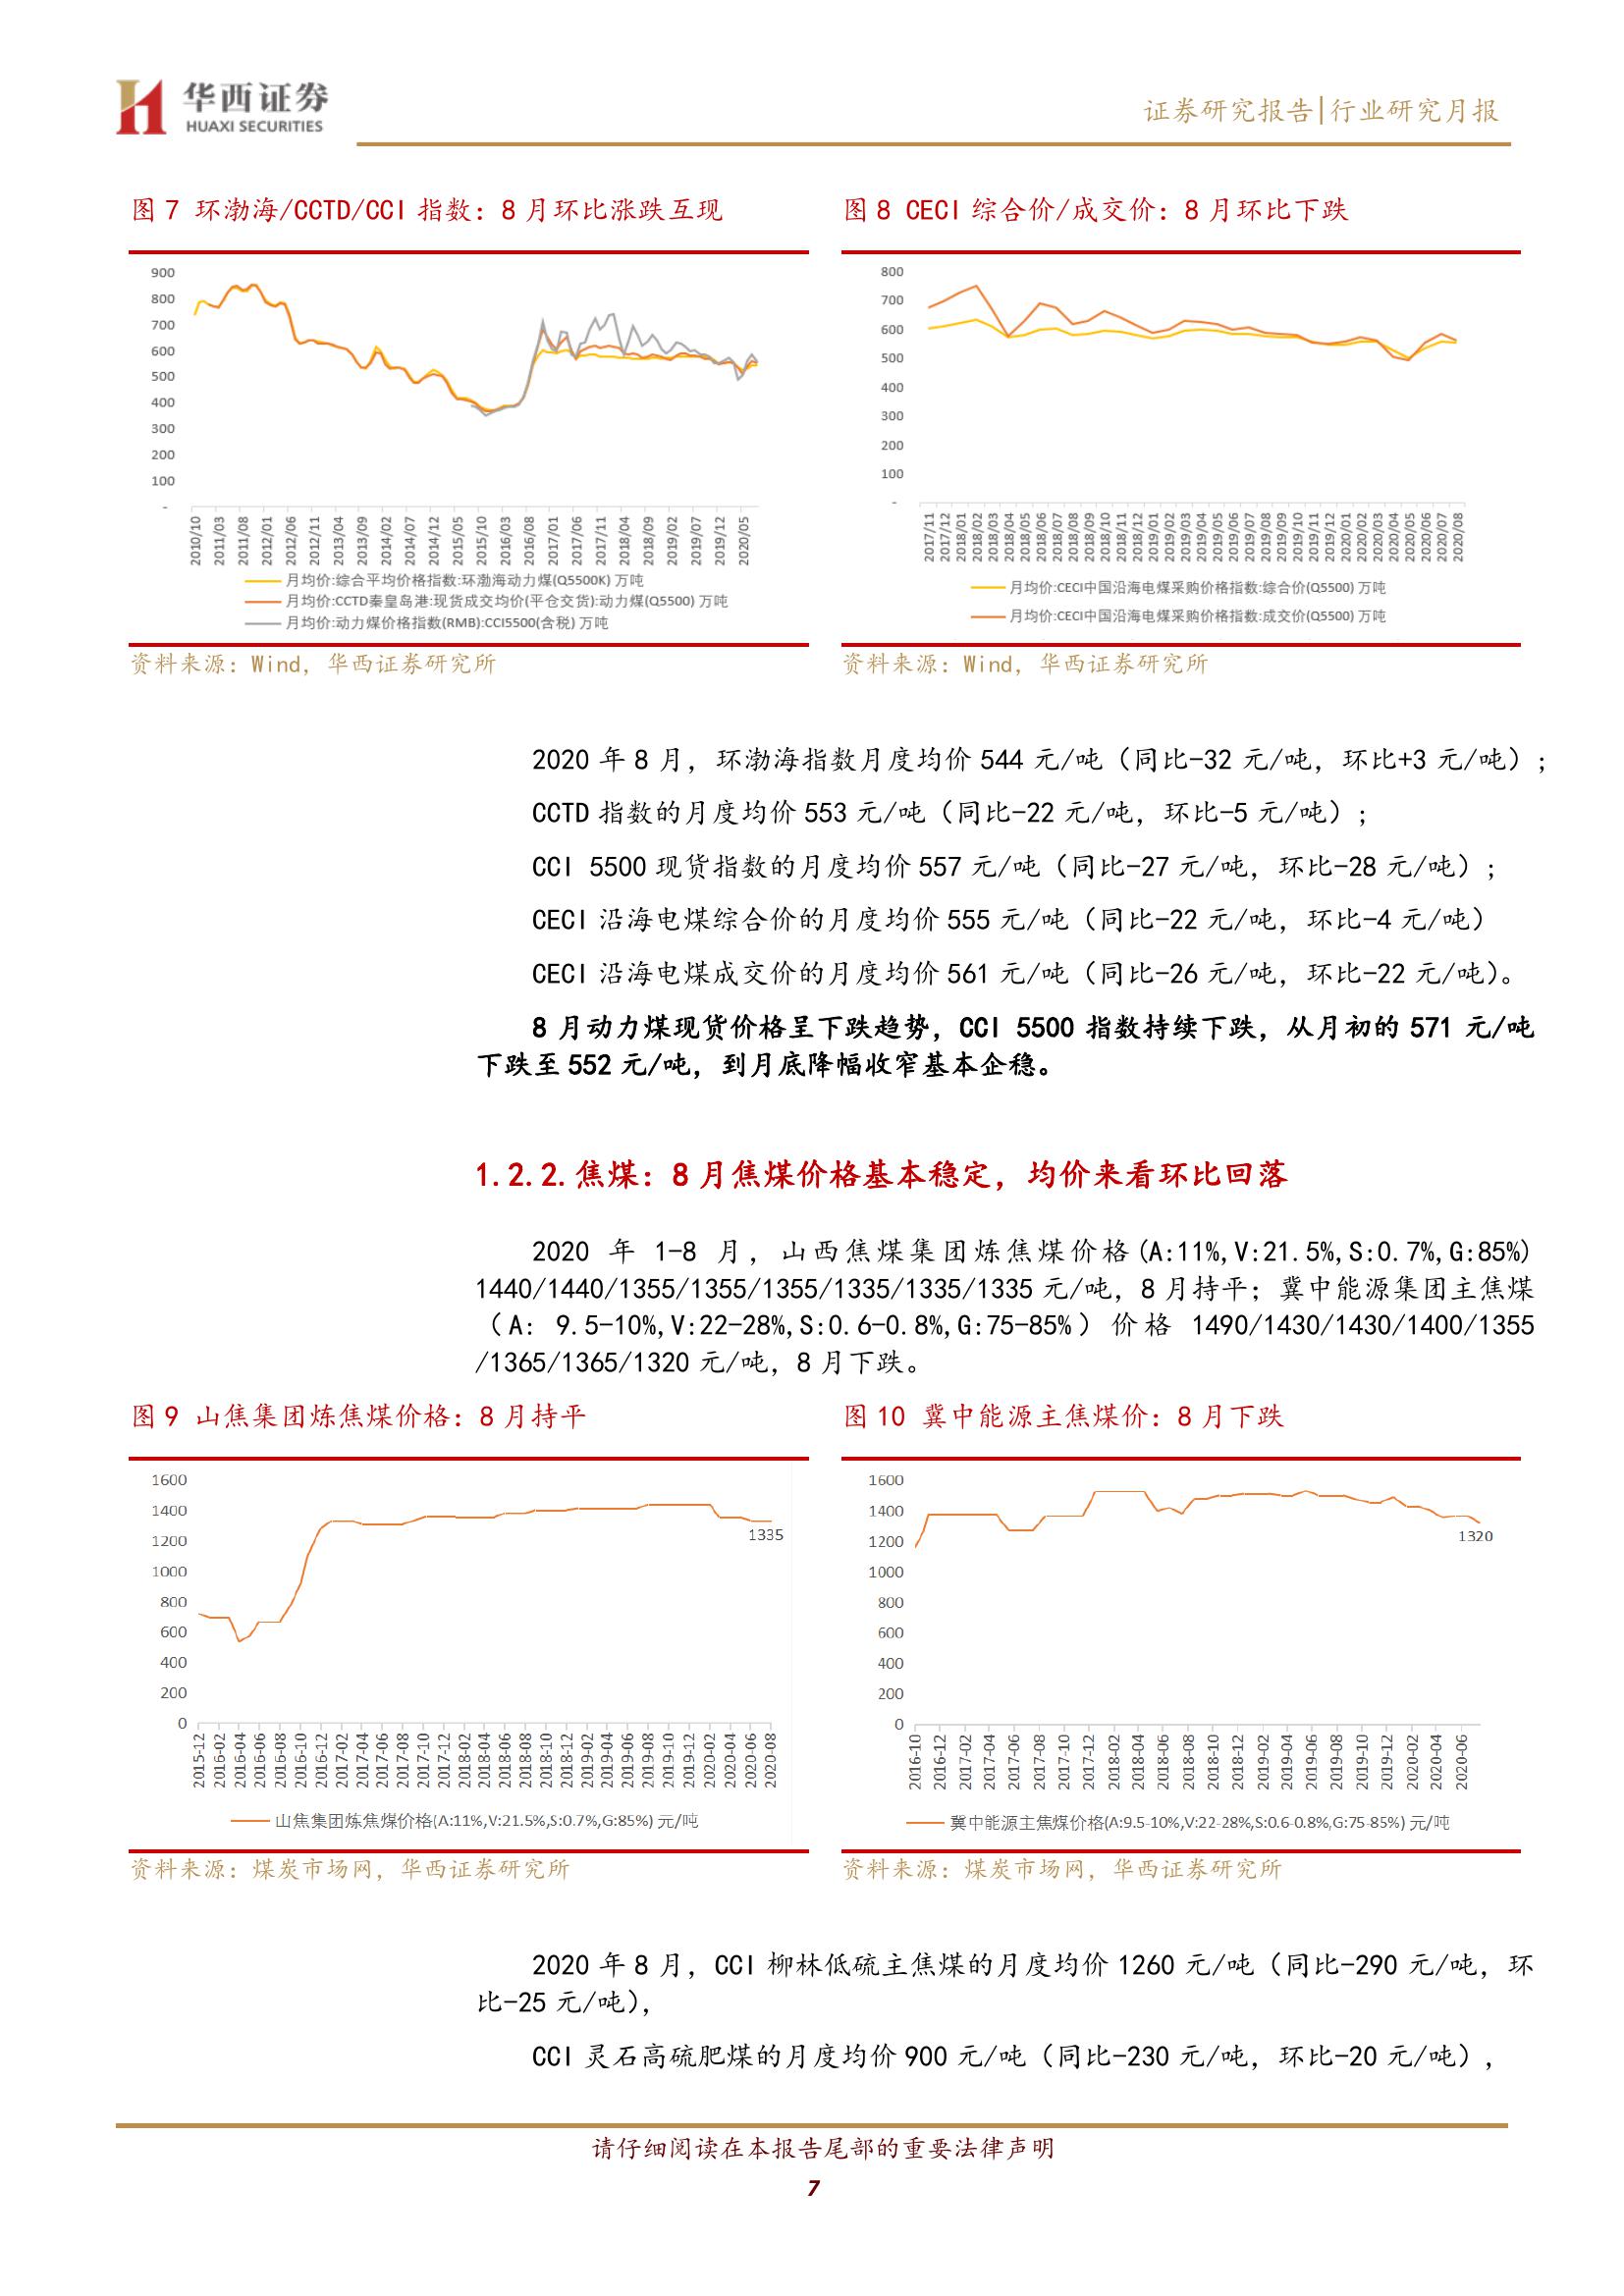 华西证券
HUAXI SECURITIES
证券研究报告|行业研究月报
图 7 环渤海/CCTD/CCI 指数：8 月环比涨跌互现
900
800
700
600
500
400
300
200
100
-
2010/10 2011/03 2011/08 2012/01 2012/06 2012/11 2013/04 2013/09 2014/02 2014/07 2014/12 2015/05 2015/10 2016/03 2016/08 2017/01 2017/06 2017/11 2018/04 2018/09 2019/02 2019/07 2019/12 2020/05
月均价:综合平均价格指数:环渤海动力煤(Q5500K) 万吨
月均价:CCTD秦皇岛港:现货成交均价(平仓交货):动力煤(Q5500) 万吨
月均价:动力煤价格指数(RMB):CCI5500(含税) 万吨
资料来源：Wind，华西证券研究所
图 8 CECI 综合价/成交价：8 月环比下跌
800
700
600
500
400
300
200
100
-
2017/11 2017/12 2018/01 2018/02 2018/03 2018/04 2018/05 2018/06 2018/07 2018/08 2018/09 2018/10 2018/11 2018/12 2019/01 2019/02 2019/03 2019/04 2019/05 2019/06 2019/07 2019/08 2019/09 2019/10 2019/11 2019/12 2020/01 2020/02 2020/03 2020/04 2020/05 2020/06 2020/07 2020/08
月均价:CECI中国沿海电煤采购价格指数:综合价(Q5500) 万吨
月均价:CECI中国沿海电煤采购价格指数:成交价(Q5500) 万吨
资料来源：Wind，华西证券研究所
2020 年 8 月，环渤海指数月度均价 544 元/吨（同比-32 元/吨，环比+3 元/吨）；
CCTD 指数的月度均价 553 元/吨（同比-22 元/吨，环比-5 元/吨）；
CCI 5500 现货指数的月度均价 557 元/吨（同比-27 元/吨，环比-28 元/吨）；
CECI 沿海电煤综合价的月度均价 555 元/吨（同比-22 元/吨，环比-4 元/吨）
CECI 沿海电煤成交价的月度均价 561 元/吨（同比-26 元/吨，环比-22 元/吨）。
8 月动力煤现货价格呈下跌趋势，CCI 5500 指数持续下跌，从月初的 571 元/吨
下跌至 552 元/吨，到月底降幅收窄基本企稳。
1.2.2.焦煤：8 月焦煤价格基本稳定，均价来看环比回落
2020 年 1-8 月，山西焦煤集团炼焦煤价格(A:11%,V:21.5%,S:0.7%,G:85%)
1440/1440/1355/1355/1355/1335/1335/1335 元/吨，8 月持平；冀中能源集团主焦煤
（A: 9.5-10%,V:22-28%,S:0.6-0.8%,G:75-85%）价格 1490/1430/1430/1400/1355
/1365/1365/1320 元/吨，8 月下跌。
图 9 山焦集团炼焦煤价格：8 月持平
1600
1400
1200
1000
800
600
400
200
0
1335
2015-12 2016-02 2016-04 2016-06 2016-08 2016-10 2016-12 2017-02 2017-04 2017-06 2017-08 2017-10 2017-12 2018-02 2018-04 2018-06 2018-08 2018-10 2018-12 2019-02 2019-04 2019-06 2019-08 2019-10 2019-12 2020-02 2020-04 2020-06 2020-08
山焦集团炼焦煤价格(A:11%,V:21.5%,S:0.7%,G:85%) 元/吨
资料来源：煤炭市场网，华西证券研究所
图 10 冀中能源主焦煤价：8 月下跌
1600
1400
1200
1000
800
600
400
200
0
1320
2016-10 2016-12 2017-02 2017-04 2017-06 2017-08 2017-10 2017-12 2018-02 2018-04 2018-06 2018-08 2018-10 2018-12 2019-02 2019-04 2019-06 2019-08 2019-10 2019-12 2020-02 2020-04 2020-06
冀中能源主焦煤价格(A:9.5-10%,V:22-28%,S:0.6-0.8%,G:75-85%) 元/吨
资料来源：煤炭市场网，华西证券研究所
2020 年 8 月，CCI 柳林低硫主焦煤的月度均价 1260 元/吨（同比-290 元/吨，环
比-25 元/吨），
CCI 灵石高硫肥煤的月度均价 900 元/吨（同比-230 元/吨，环比-20 元/吨），
请仔细阅读在本报告尾部的重要法律声明
7